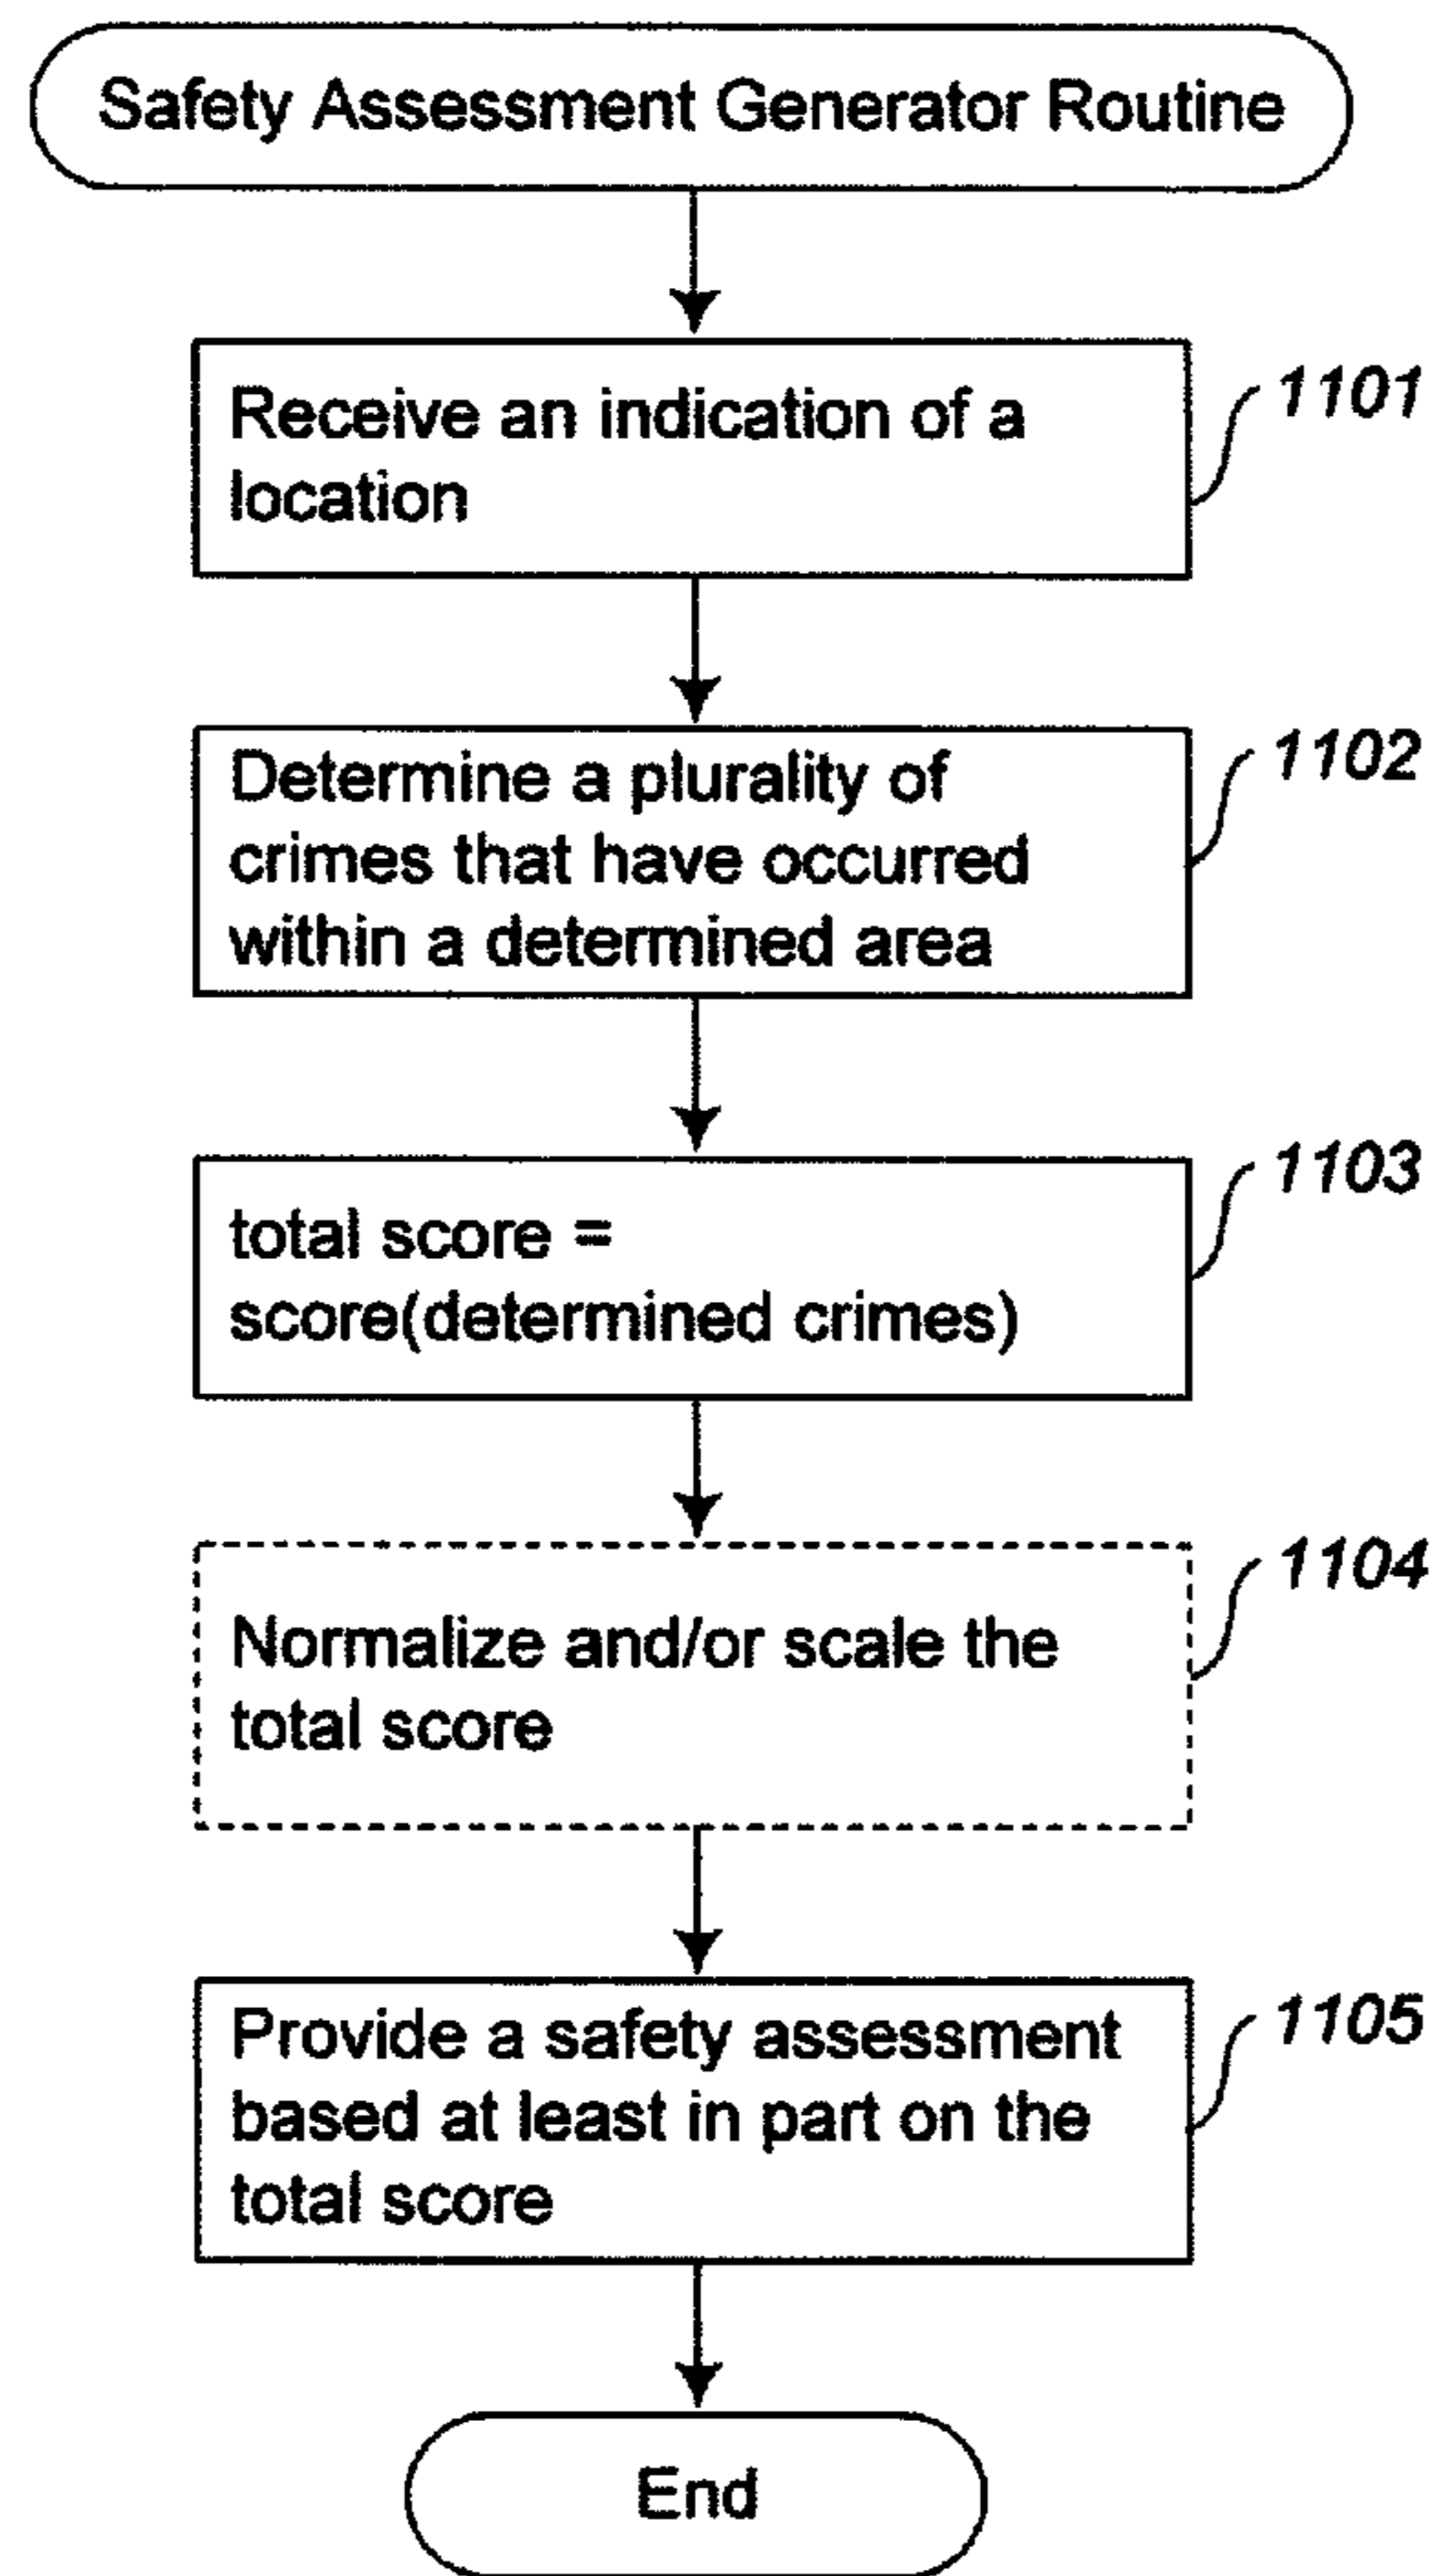 Safety Assessment Generator Routine
Receive an indication of a
location
1101
Determine a plurality of
crimes that have occurred
within a determined area
1102
total score =
score(determined crimes)
1103
Normalize and/or scale the
total score
1104
Provide a safety assessment
based at least in part on the
total score
1105
End